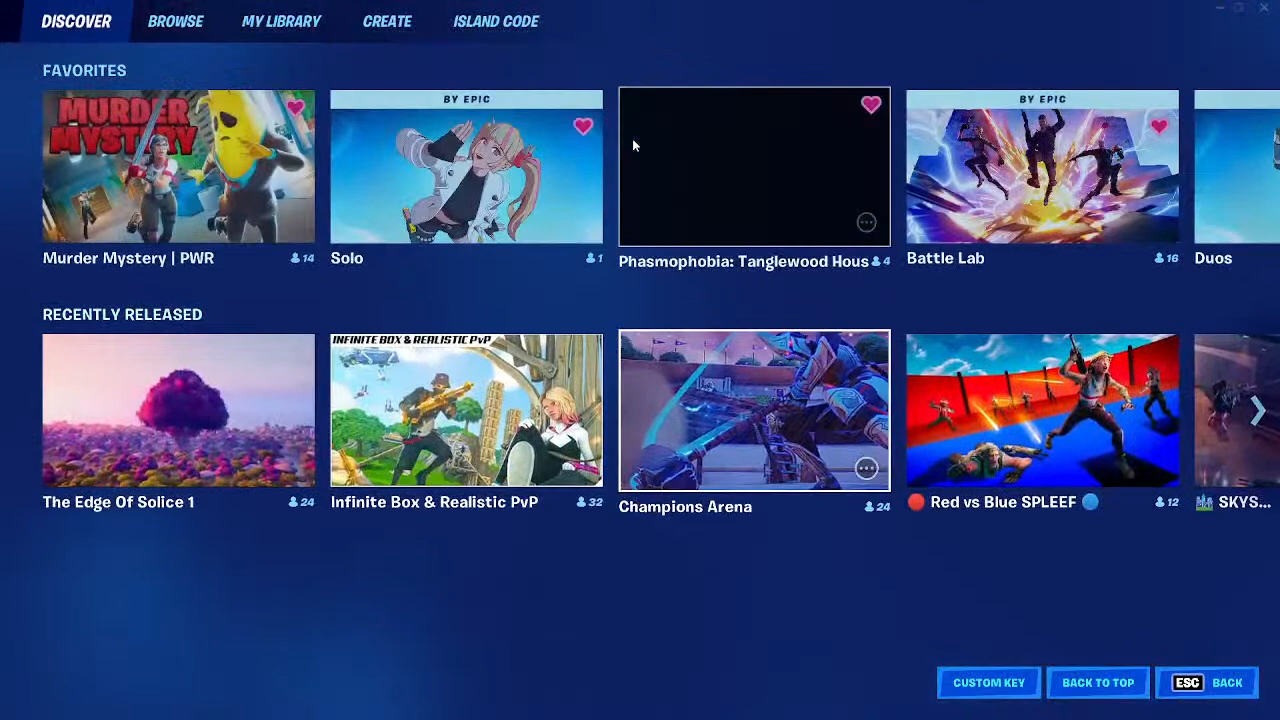 DISCOVER BROWSE MY LIBRARY CREATE ISLAND CODE
FAVORITES
MURDER
MYSTERY
BY EPIC
BY EPIC
Murder Mystery | PWR 14
Solo 1
Phasmophobia: Tanglewood Hous 4
Battle Lab 16
Duos
RECENTLY RELEASED
INFINITE BOX & REALISTIC PvP
The Edge Of Solice 1 24
Infinite Box & Realistic PvP 32
Champions Arena 24
🔴 Red vs Blue SPLEEF 🔵 12
SKYS...
CUSTOM KEY BACK TO TOP ESC BACK